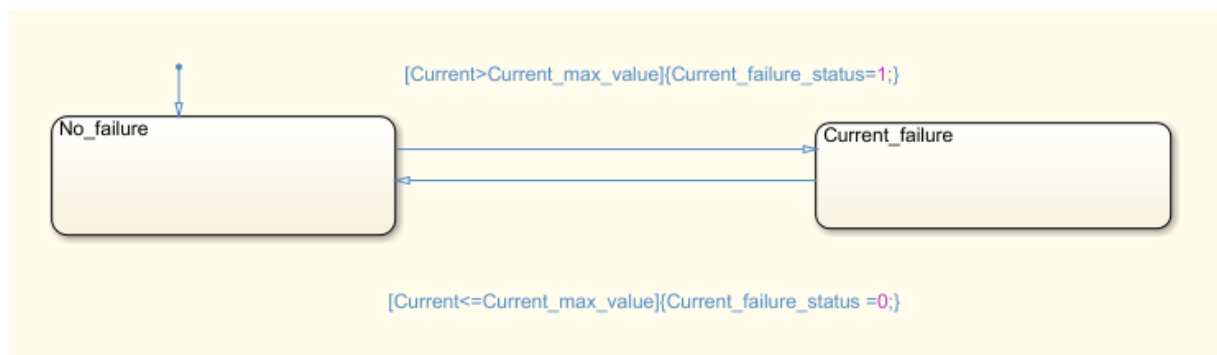 [Current>Current_max_value]{Current_failure_status=1;}
No_failure
Current_failure
[Current<=Current_max_value]{Current_failure_status =0;}